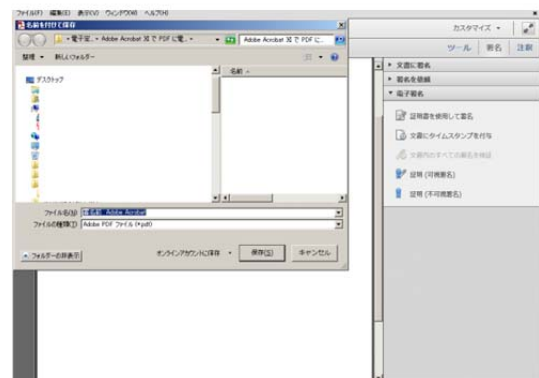 ファイル(F) 編集(E) 表示(V) ウィンドウ(W) ヘルプ(H)
名前を付けて保存
カスタマイズ
Adobe Acrobat XI で PDF に電...
Adobe Acrobat XI で PDF に...
ツール 署名 注釈
整理 新しいフォルダー
文書に署名
名前
署名を依頼
デスクトップ
電子署名
証明書を使用して署名
文書にタイムスタンプを付与
文書内のすべての署名を検証
証明 (可視署名)
証明 (不可視署名)
ファイル名(N)
Adobe Acrobat
ファイルの種類(T) Adobe PDF ファイル (*.pdf)
フォルダーの非表示
オンラインアカウントに保存
保存(S)
キャンセル